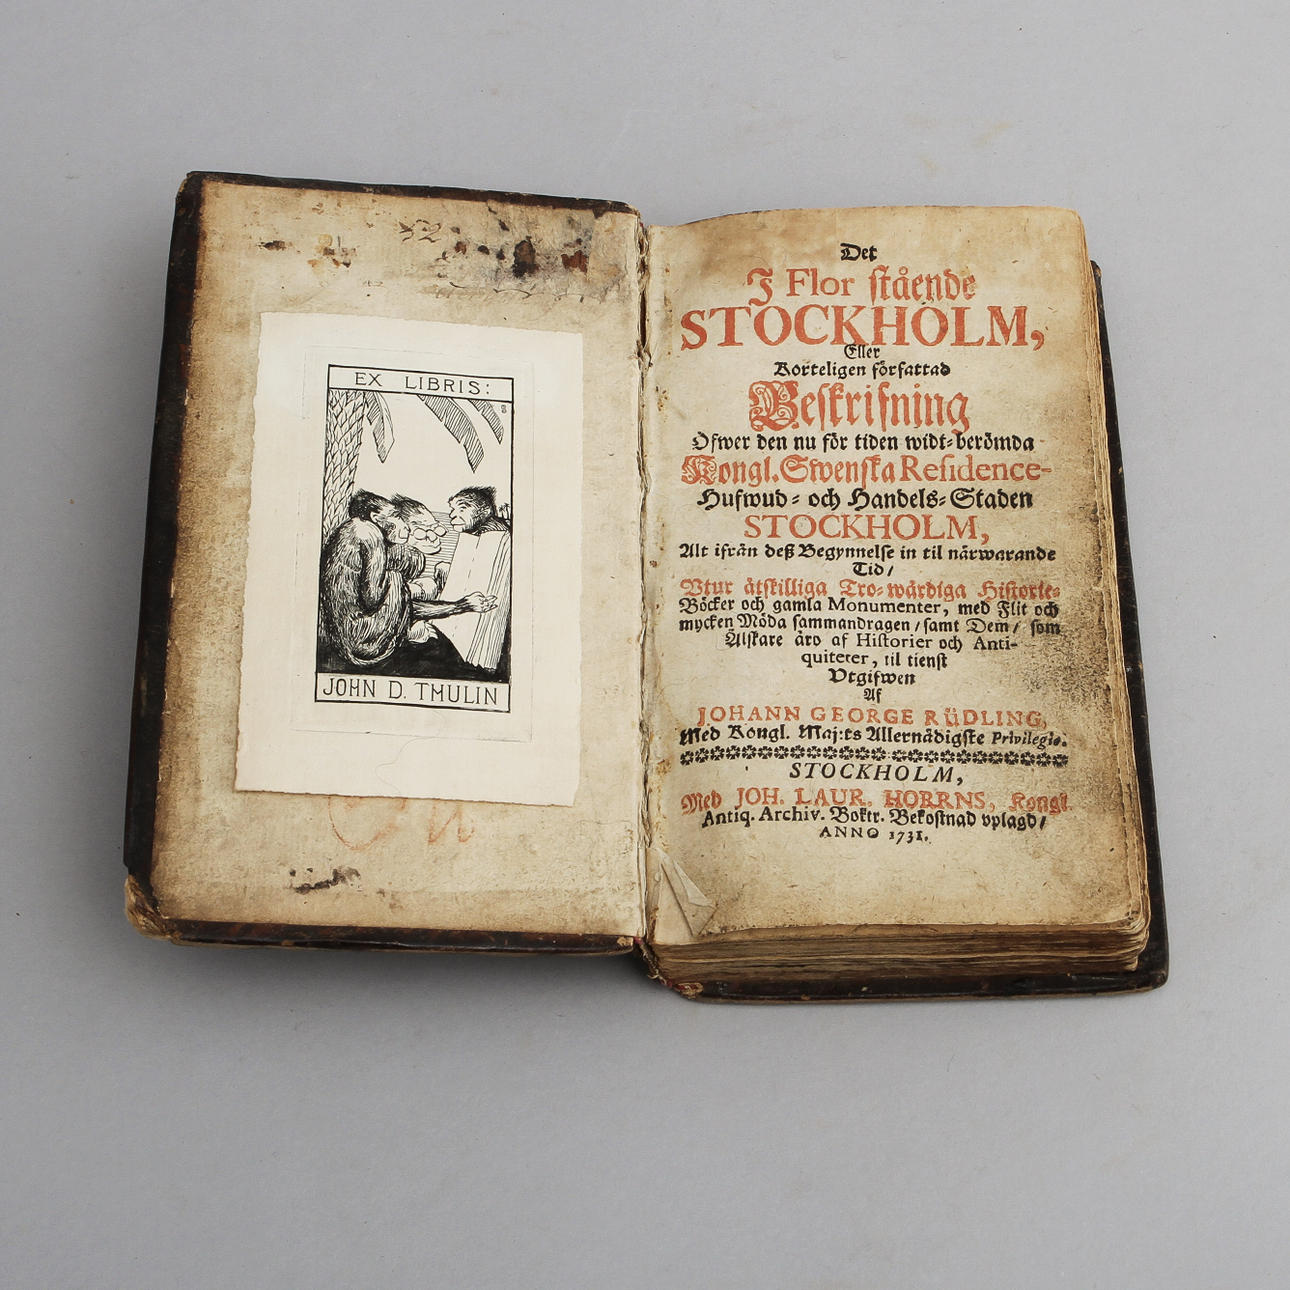 52
EX LIBRIS:
JOHN D. THULIN
Det
I Flor stående
STOCKHOLM,
Eller
Korteligen författad
Beskrifning
Öfwer den nu för tiden widt-berömda
Kongl. Swenska Residence-
Hufwud- och Handels-Staden
STOCKHOLM,
Alt ifrån deß Begynnelse in til närwarande
Tid/
Vtur åtskilliga Tro-wärdiga Historie-
Böcker och gamla Monumenter, med Flit och
mycken Möda sammandragen/samt Dem/ som
Älskare äro af Historier och Anti-
quiteter, til tienst
Vtgifwen
Af
JOHANN GEORGE RÜDLING,
Med Kongl. Maj:ts Allernådigste Privilegio.
STOCKHOLM,
Med JOH. LAUR. HORRNS, Kongl.
Antiq. Archiv. Boktr. Bekostnad vplagd/
ANNO 1731.